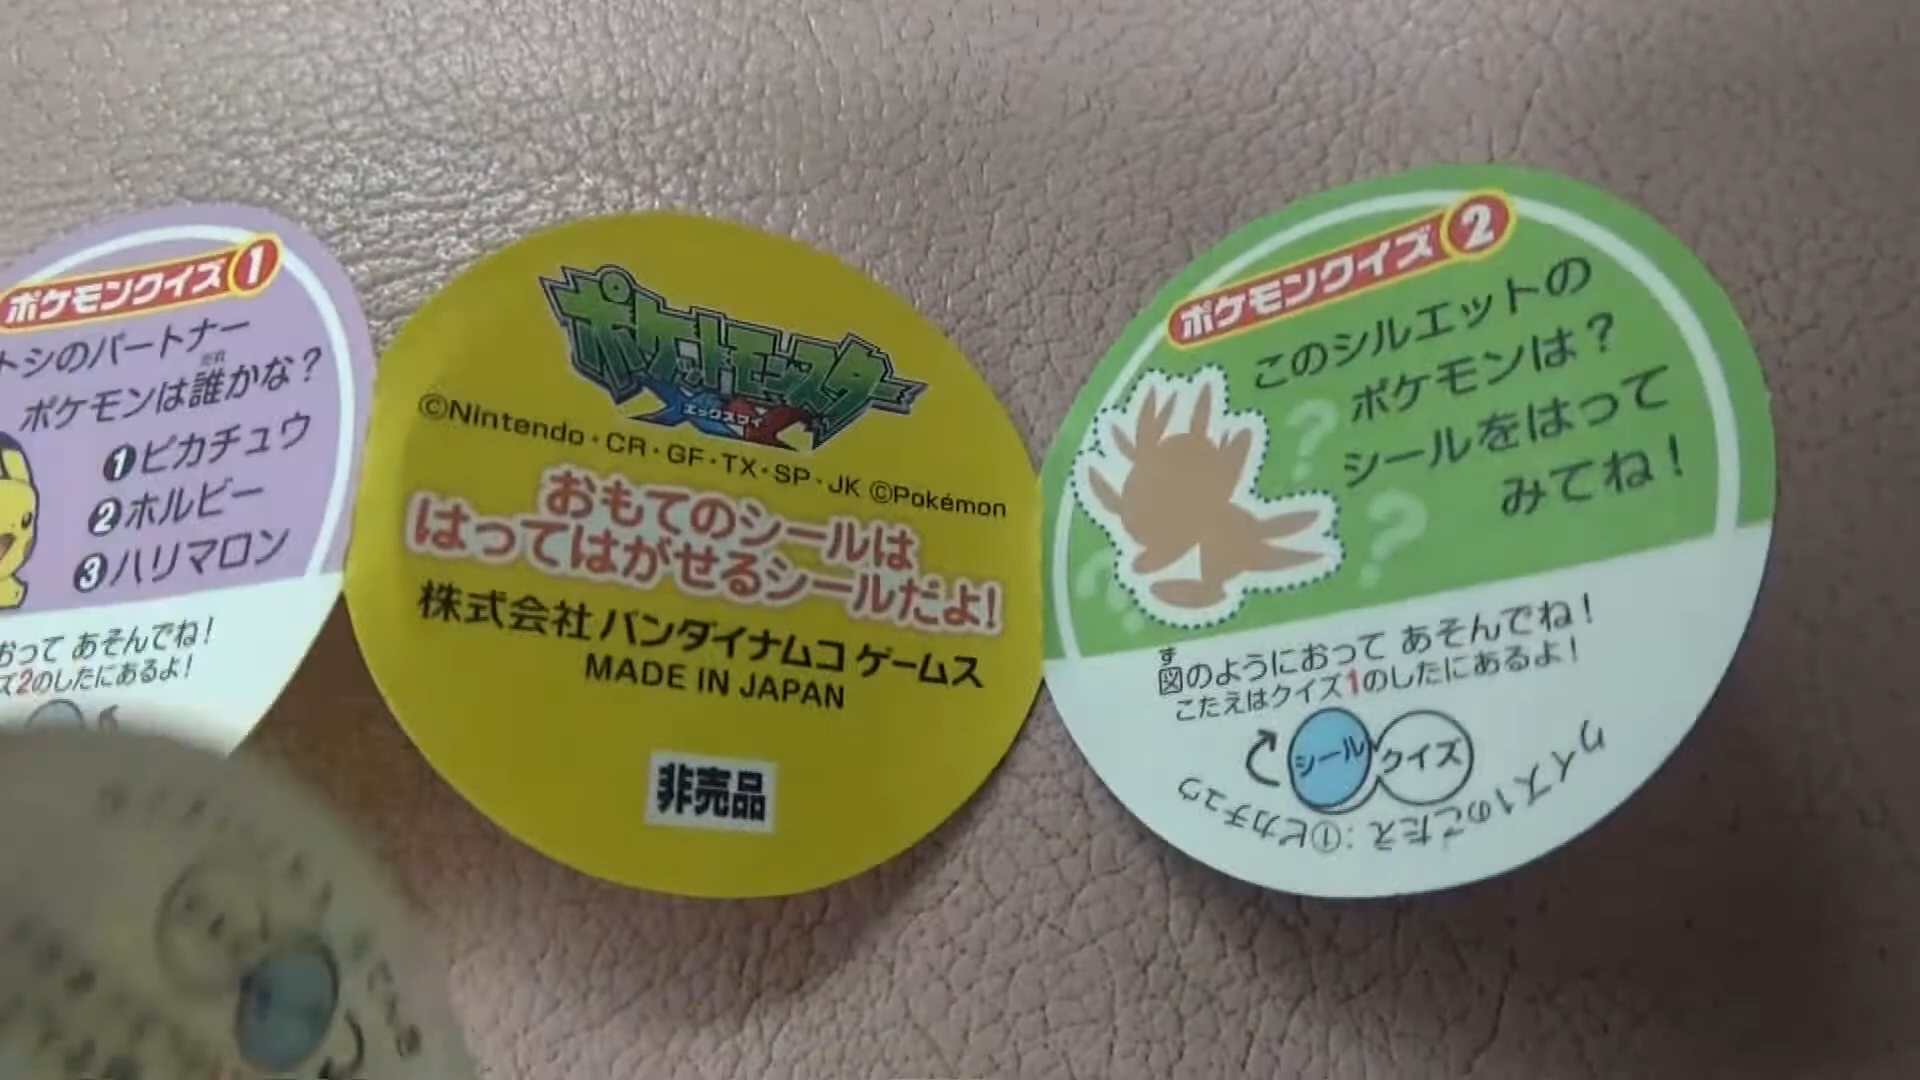 ポケモンクイズ1
トシのパートナー
ポケモンは誰かな?
だれ
❶ピカチュウ
❷ホルビー
❸ハリマロン
おって あそんでね!
ズ2のしたにあるよ!
ポケットモンスター
エックスワイ
XY
©Nintendo・CR・GF・TX・SP・JK ©Pokémon
おもてのシールは
はってはがせるシールだよ!
株式会社 バンダイナムコ ゲームス
MADE IN JAPAN
非売品
ポケモンクイズ2
このシルエットの
ポケモンは?
シールをはって
みてね!
ず
図のようにおって あそんでね!
こたえはクイズ1のしたにあるよ!
シール クイズ
クイズ1のこたえ:①ピカチュウ